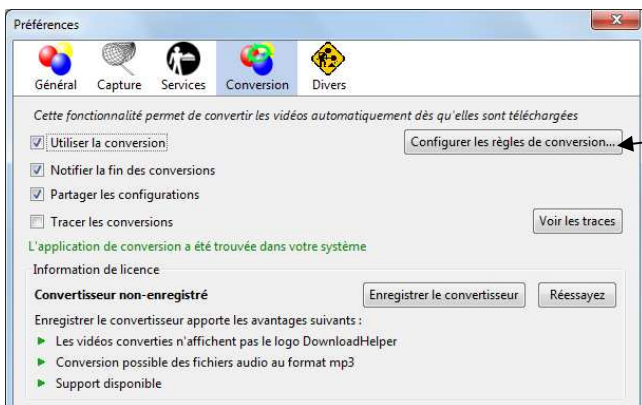 Préférences
Général Capture Services Conversion Divers
Cette fonctionnalité permet de convertir les vidéos automatiquement dès qu'elles sont téléchargées
Utiliser la conversion Configurer les règles de conversion...
Notifier la fin des conversions
Partager les configurations
Tracer les conversions Voir les traces
L'application de conversion a été trouvée dans votre système
Information de licence
Convertisseur non-enregistré Enregistrer le convertisseur Réessayez
Enregistrer le convertisseur apporte les avantages suivants :
Les vidéos converties n'affichent pas le logo DownloadHelper
Conversion possible des fichiers audio au format mp3
Support disponible